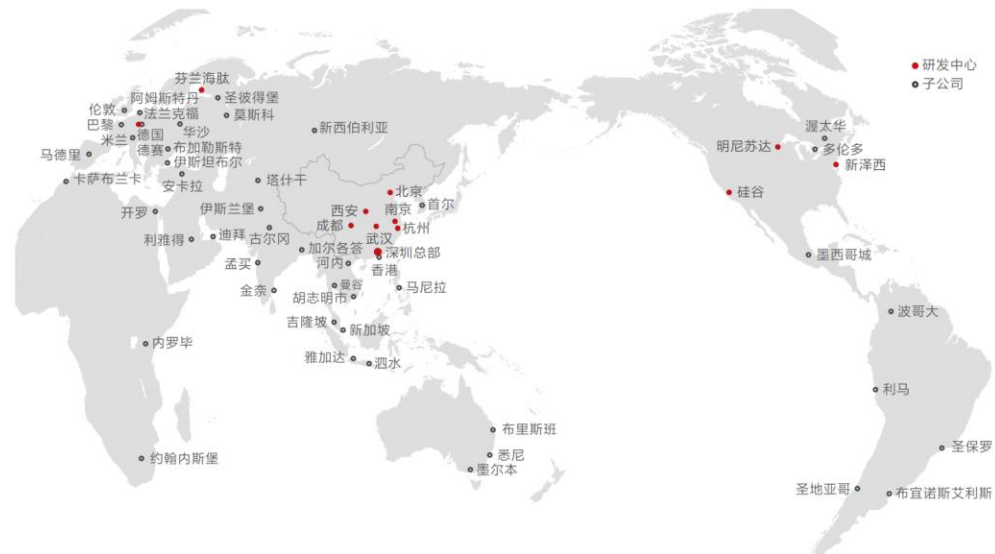 研发中心
子公司
芬兰海肽
圣彼得堡
阿姆斯特丹
伦敦
法兰克福
莫斯科
巴黎
华沙
德国
米兰
德赛
布加勒斯特
新西伯利亚
马德里
伊斯坦布尔
卡萨布兰卡
安卡拉
塔什干
北京
首尔
开罗
伊斯兰堡
西安
南京
成都
杭州
利雅得
迪拜
古尔冈
武汉
加尔各答
深圳总部
孟买
河内
香港
金奈
曼谷
胡志明市
马尼拉
吉隆坡
新加坡
内罗毕
雅加达
泗水
布里斯班
悉尼
墨尔本
约翰内斯堡
渥太华
明尼苏达
多伦多
新泽西
硅谷
墨西哥城
波哥大
利马
圣保罗
圣地亚哥
布宜诺斯艾利斯